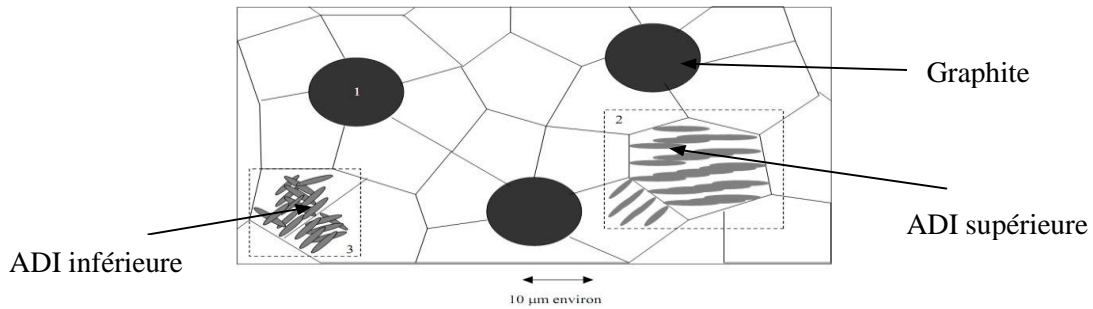 1
Graphite
2
ADI supérieure
ADI inférieure
3
10 µm environ